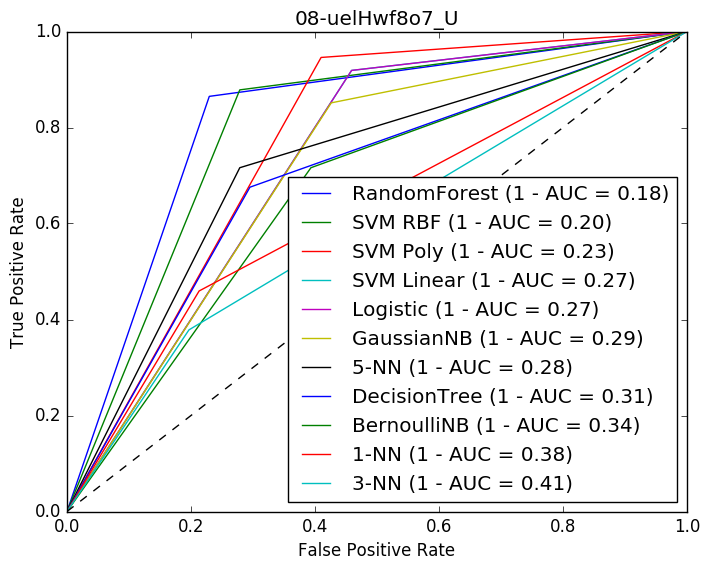 08-uelHwf8o7_U
1.0
0.8
0.6
0.4
0.2
0.0
True Positive Rate
RandomForest (1 - AUC = 0.18)
SVM RBF (1 - AUC = 0.20)
SVM Poly (1 - AUC = 0.23)
SVM Linear (1 - AUC = 0.27)
Logistic (1 - AUC = 0.27)
GaussianNB (1 - AUC = 0.29)
5-NN (1 - AUC = 0.28)
DecisionTree (1 - AUC = 0.31)
BernoulliNB (1 - AUC = 0.34)
1-NN (1 - AUC = 0.38)
3-NN (1 - AUC = 0.41)
0.0 0.2 0.4 0.6 0.8 1.0
False Positive Rate